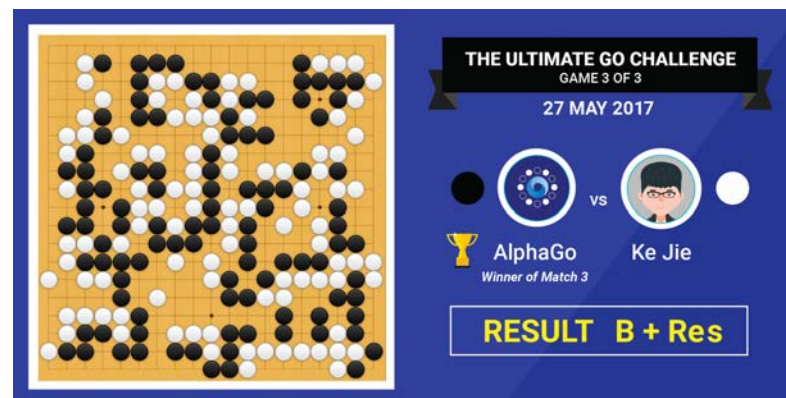 THE ULTIMATE GO CHALLENGE
GAME 3 OF 3
27 MAY 2017
vs
AlphaGo
Ke Jie
Winner of Match 3
RESULT B + Res